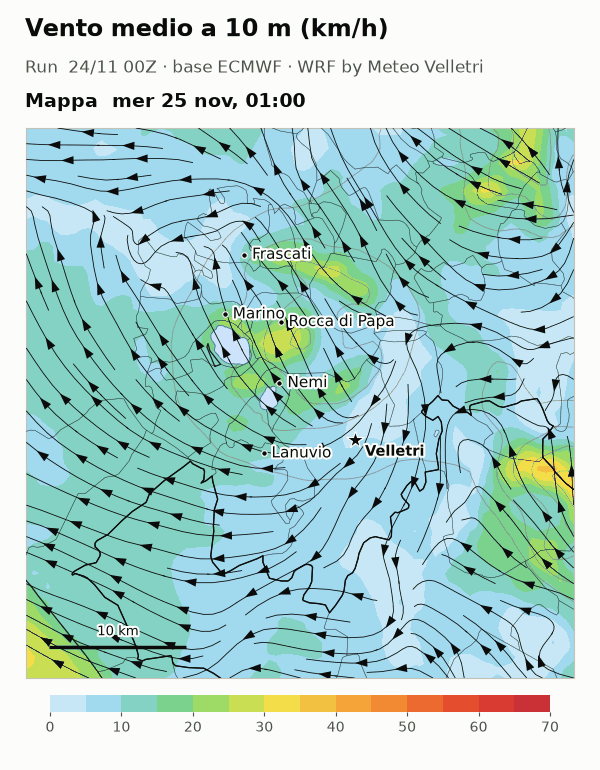 Vento medio a 10 m (km/h)
Run  24/11 00Z · base ECMWF · WRF by Meteo Velletri
Mappa  mer 25 nov, 01:00
Frascati
Marino
Rocca di Papa
Nemi
Velletri
Lanuvio
10 km
0 10 20 30 40 50 60 70